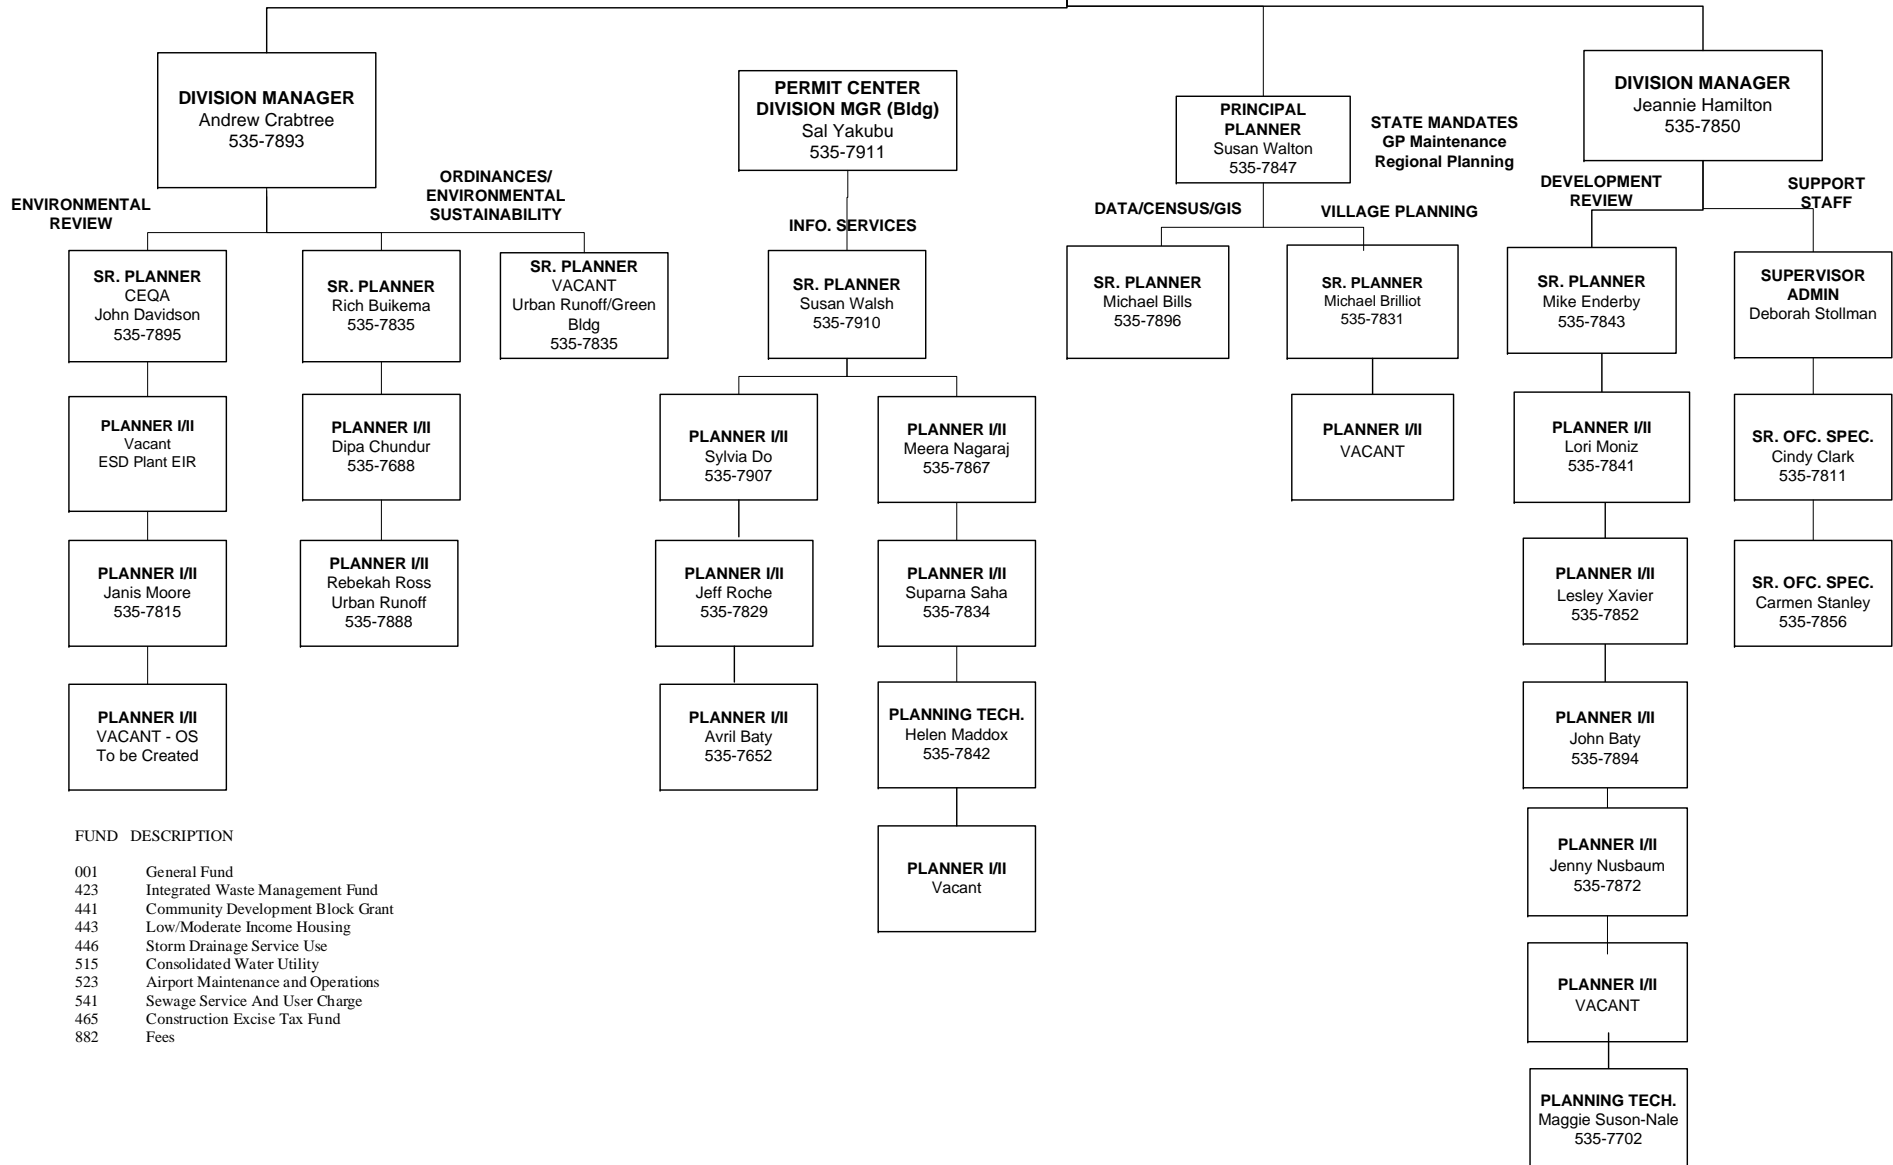 DIVISION MANAGER
Andrew Crabtree
535-7893
ENVIRONMENTAL
REVIEW
ORDINANCES/
ENVIRONMENTAL
SUSTAINABILITY
SR. PLANNER
CEQA
John Davidson
535-7895
SR. PLANNER
Rich Buikema
535-7835
SR. PLANNER
VACANT
Urban Runoff/Green
Bldg
535-7835
PLANNER I/II
Vacant
ESD Plant EIR
PLANNER I/II
Dipa Chundur
535-7688
PLANNER I/II
Janis Moore
535-7815
PLANNER I/II
Rebekah Ross
Urban Runoff
535-7888
PLANNER I/II
VACANT - OS
To be Created
PERMIT CENTER
DIVISION MGR (Bldg)
Sal Yakubu
535-7911
INFO. SERVICES
SR. PLANNER
Susan Walsh
535-7910
PLANNER I/II
Sylvia Do
535-7907
PLANNER I/II
Meera Nagaraj
535-7867
PLANNER I/II
Jeff Roche
535-7829
PLANNER I/II
Suparna Saha
535-7834
PLANNER I/II
Avril Baty
535-7652
PLANNING TECH.
Helen Maddox
535-7842
PLANNER I/II
Vacant
PRINCIPAL
PLANNER
Susan Walton
535-7847
STATE MANDATES
GP Maintenance
Regional Planning
DATA/CENSUS/GIS
VILLAGE PLANNING
SR. PLANNER
Michael Bills
535-7896
SR. PLANNER
Michael Brilliot
535-7831
PLANNER I/II
VACANT
DIVISION MANAGER
Jeannie Hamilton
535-7850
DEVELOPMENT
REVIEW
SUPPORT
STAFF
SR. PLANNER
Mike Enderby
535-7843
SUPERVISOR
ADMIN
Deborah Stollman
PLANNER I/II
Lori Moniz
535-7841
SR. OFC. SPEC.
Cindy Clark
535-7811
PLANNER I/II
Lesley Xavier
535-7852
SR. OFC. SPEC.
Carmen Stanley
535-7856
PLANNER I/II
John Baty
535-7894
PLANNER I/II
Jenny Nusbaum
535-7872
PLANNER I/II
VACANT
PLANNING TECH.
Maggie Suson-Nale
535-7702
FUND DESCRIPTION
001 General Fund
423 Integrated Waste Management Fund
441 Community Development Block Grant
443 Low/Moderate Income Housing
446 Storm Drainage Service Use
515 Consolidated Water Utility
523 Airport Maintenance and Operations
541 Sewage Service And User Charge
465 Construction Excise Tax Fund
882 Fees